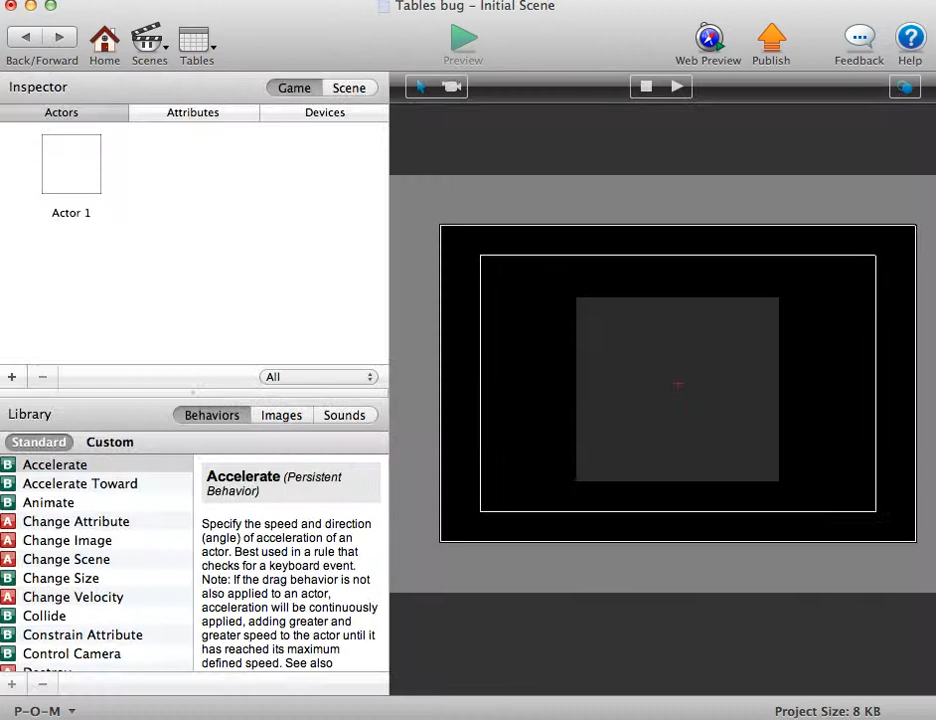 Tables bug – Initial Scene
Back/Forward Home Scenes Tables Preview Web Preview Publish Feedback Help
Inspector Game Scene
Actors Attributes Devices
Actor 1
+ − All
Library Behaviors Images Sounds
Standard Custom
B Accelerate
B Accelerate Toward
B Animate
A Change Attribute
A Change Image
A Change Scene
B Change Size
A Change Velocity
B Collide
B Constrain Attribute
B Control Camera
Accelerate (Persistent
Behavior)
Specify the speed and direction
(angle) of acceleration of an
actor. Best used in a rule that
checks for a keyboard event.
Note: If the drag behavior is not
also applied to an actor,
acceleration will be continuously
applied, adding greater and
greater speed to the actor until it
has reached its maximum
defined speed. See also
+ −
P-O-M Project Size: 8 KB